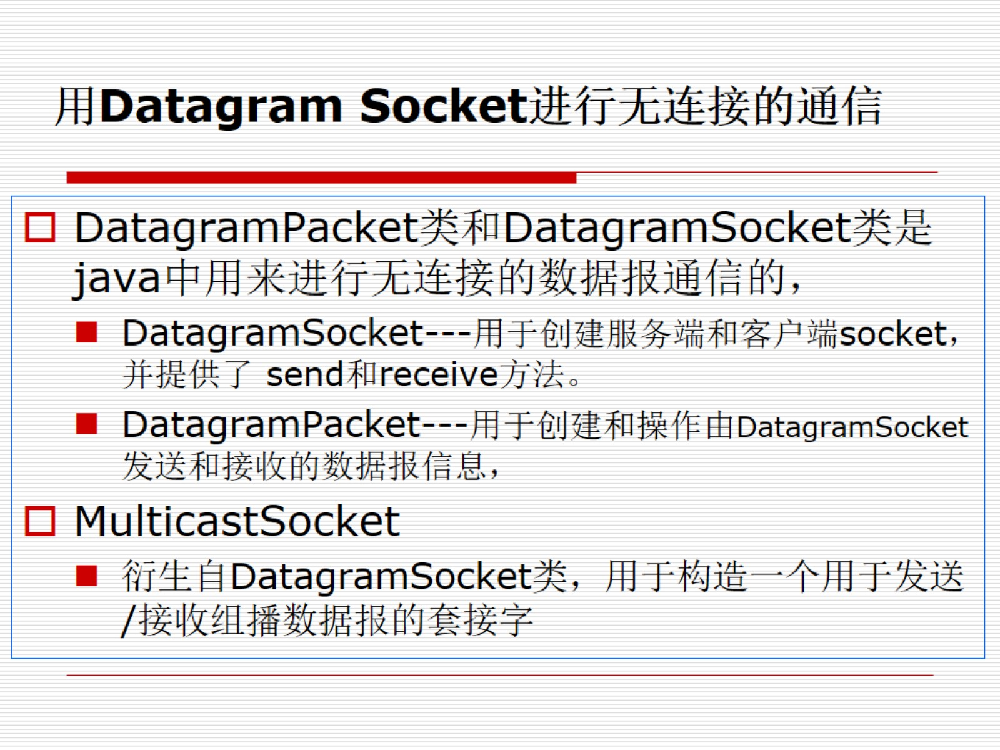 用Datagram Socket进行无连接的通信
DatagramPacket类和DatagramSocket类是
java中用来进行无连接的数据报通信的，
DatagramSocket---用于创建服务端和客户端socket，
并提供了 send和receive方法。
DatagramPacket---用于创建和操作由DatagramSocket
发送和接收的数据报信息，
MulticastSocket
衍生自DatagramSocket类，用于构造一个用于发送
/接收组播数据报的套接字